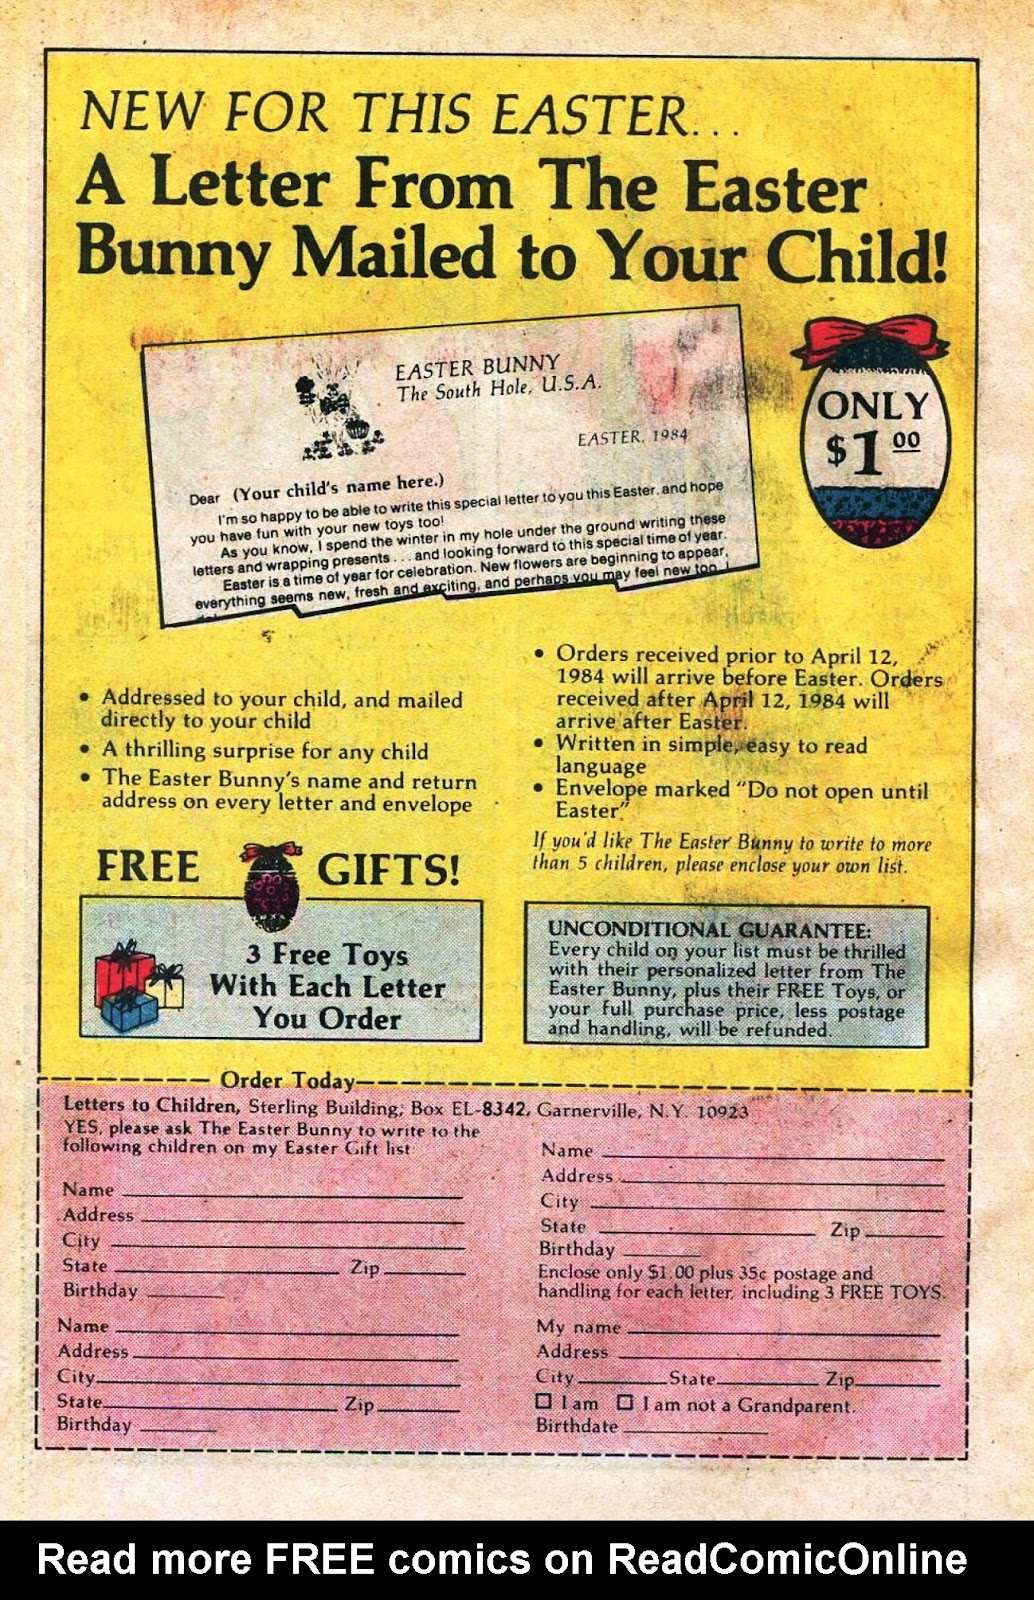 NEW FOR THIS EASTER...
A Letter From The Easter
Bunny Mailed to Your Child!
EASTER BUNNY
The South Hole, U.S.A.
EASTER, 1984
Dear (Your child's name here.)
I'm so happy to be able to write this special letter to you this Easter, and hope
you have fun with your new toys too!
As you know, I spend the winter in my hole under the ground writing these
letters and wrapping presents . . . and looking forward to this special time of year.
Easter is a time of year for celebration. New flowers are beginning to appear,
everything seems new, fresh and exciting, and perhaps you may feel new too. I
ONLY
$1 00
• Addressed to your child, and mailed
directly to your child
• A thrilling surprise for any child
• The Easter Bunny's name and return
address on every letter and envelope
• Orders received prior to April 12,
1984 will arrive before Easter. Orders
received after April 12, 1984 will
arrive after Easter.
• Written in simple, easy to read
language
• Envelope marked "Do not open until
Easter"
If you'd like The Easter Bunny to write to more
than 5 children, please enclose your own list.
FREE GIFTS!
3 Free Toys
With Each Letter
You Order
UNCONDITIONAL GUARANTEE:
Every child on your list must be thrilled
with their personalized letter from The
Easter Bunny, plus their FREE Toys, or
your full purchase price, less postage
and handling, will be refunded.
Order Today
Letters to Children, Sterling Building, Box EL-8342, Garnerville, N.Y. 10923
YES, please ask The Easter Bunny to write to the
following children on my Easter Gift list
Name
Address
City
State Zip
Birthday
Name
Address
City
State Zip
Birthday
Name
Address
City
State Zip
Birthday
Enclose only $1.00 plus 35c postage and
handling for each letter, including 3 FREE TOYS.
My name
Address
City State Zip
☐ I am ☐ I am not a Grandparent.
Birthdate
Read more FREE comics on ReadComicOnline